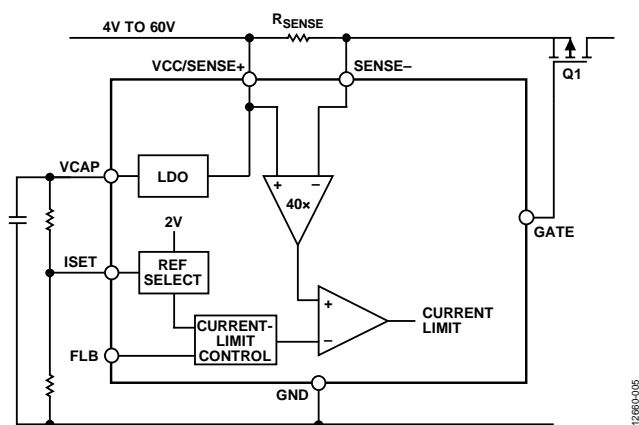 4V TO 60V
RSENSE
VCC/SENSE+
SENSE–
Q1
VCAP
LDO
+
–
40×
2V
GATE
ISET
REF
SELECT
+
–
CURRENT
LIMIT
CURRENT-
LIMIT
CONTROL
FLB
GND
12660-005